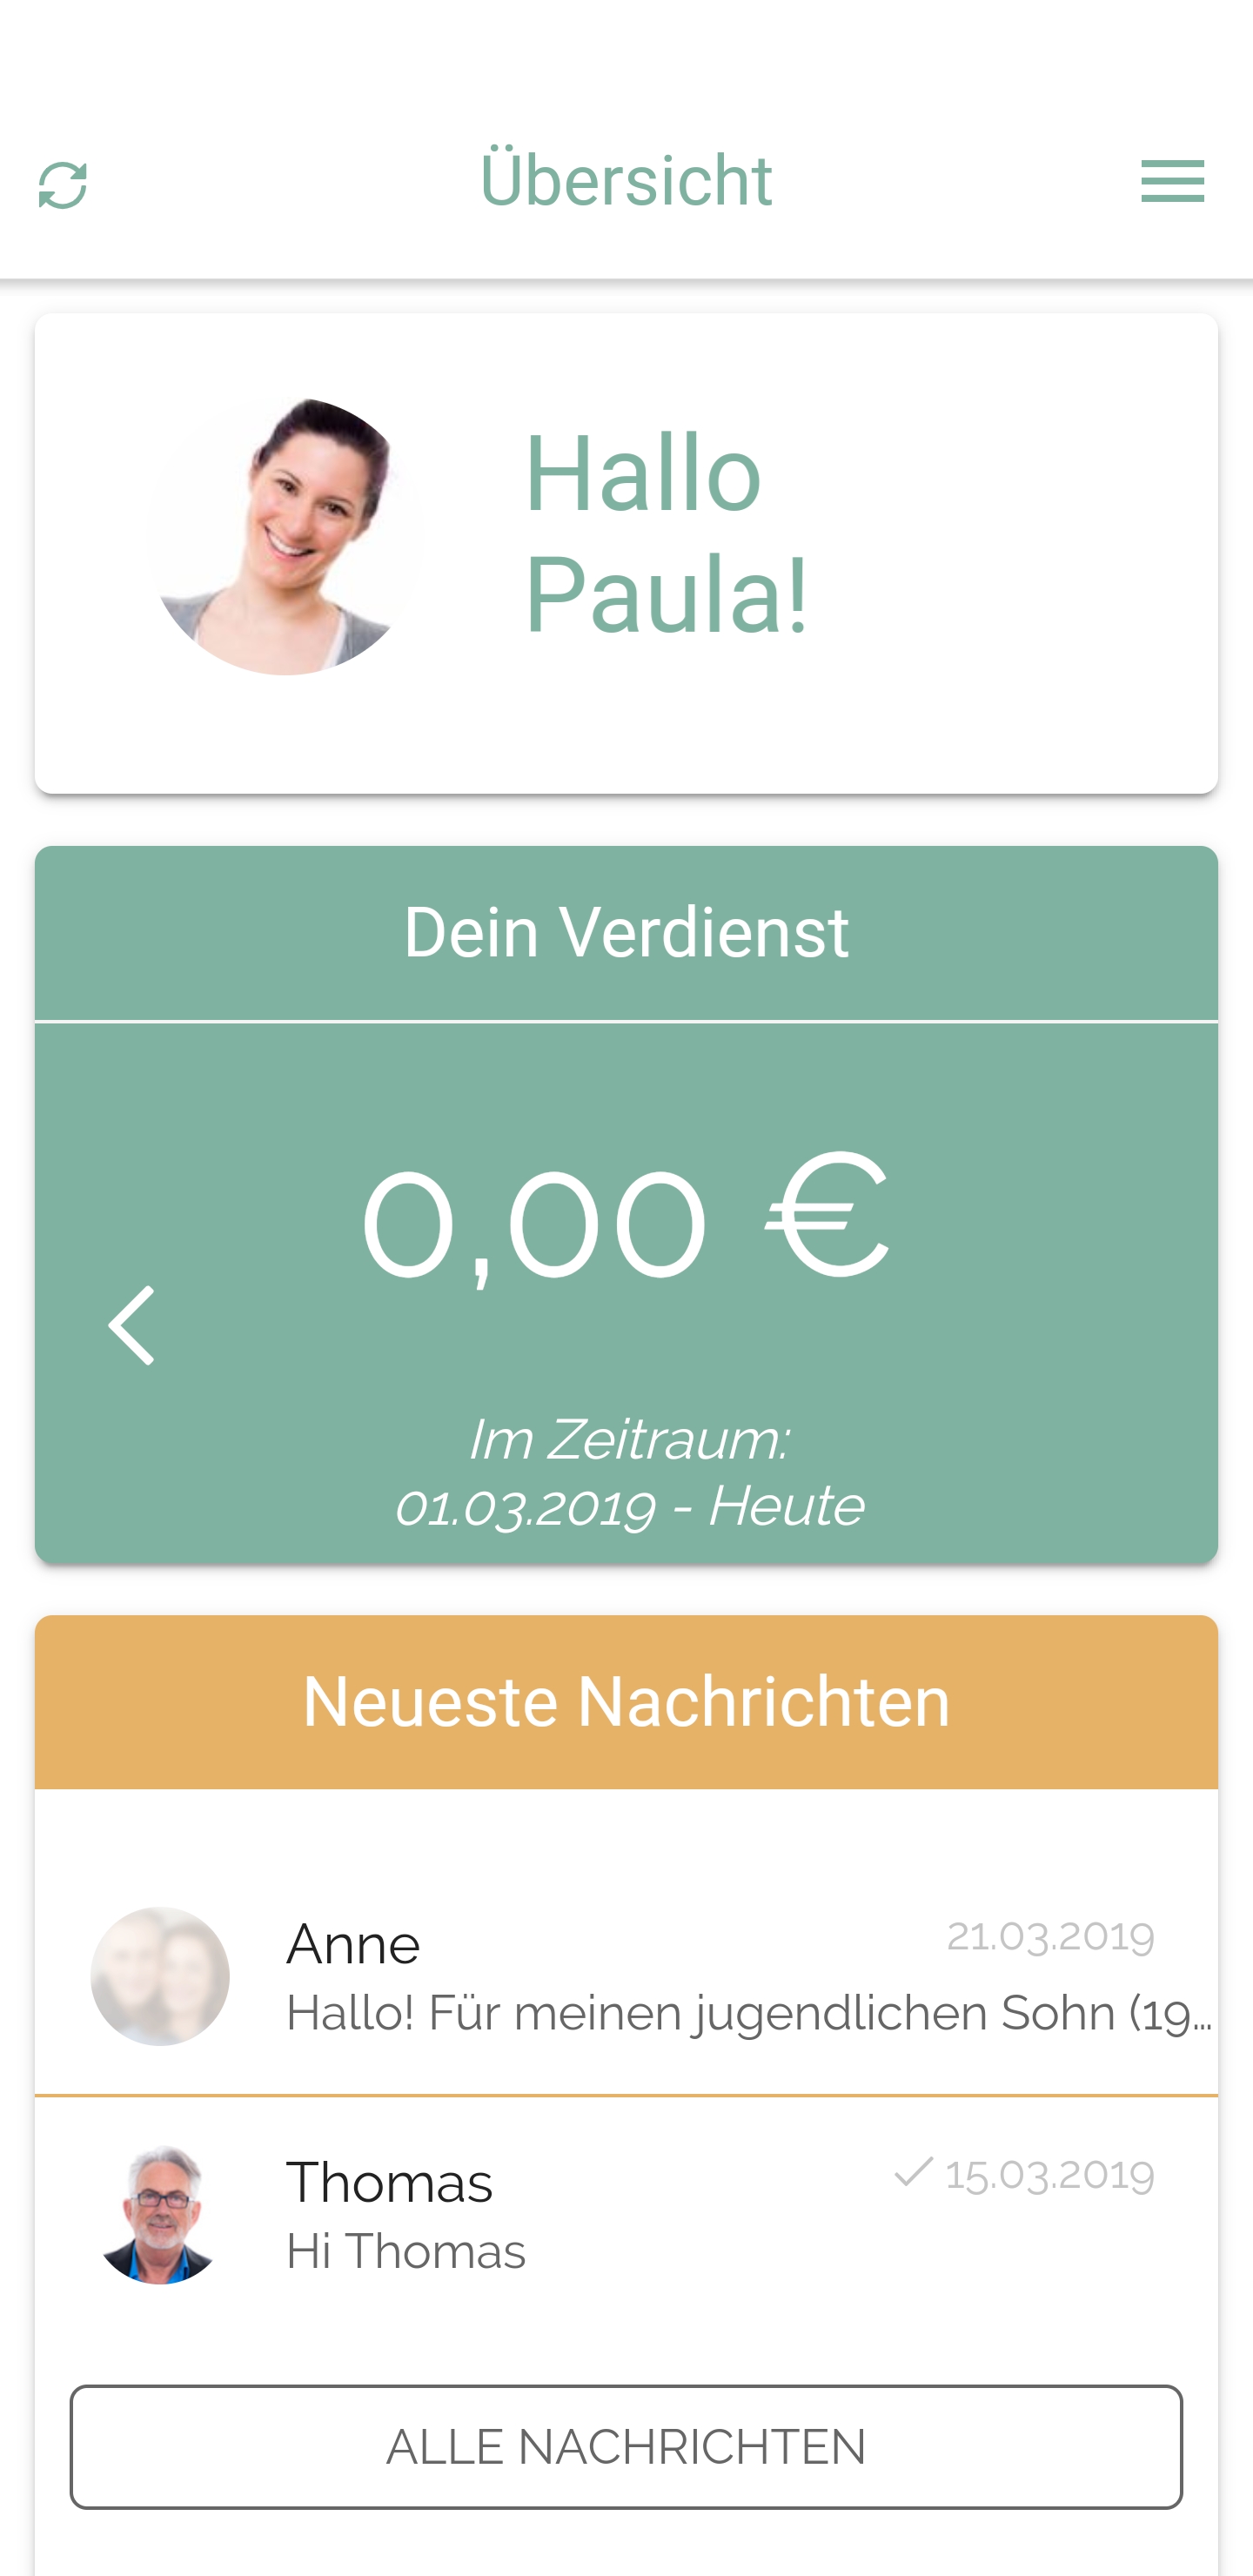 Übersicht
Hallo
Paula!
Dein Verdienst
0,00 €
Im Zeitraum:
01.03.2019 - Heute
Neueste Nachrichten
Anne
21.03.2019
Hallo! Für meinen jugendlichen Sohn (19...
Thomas
15.03.2019
Hi Thomas
ALLE NACHRICHTEN